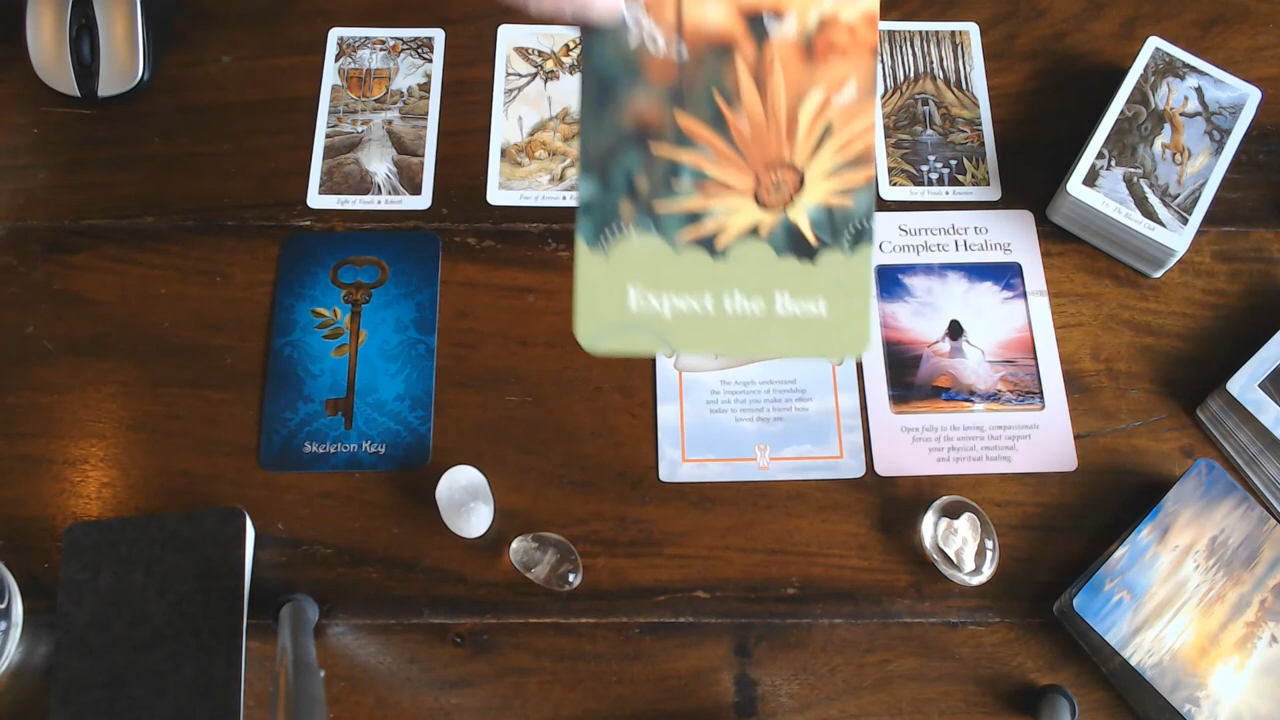 Eight of Vessels Rebirth
Four of Arrows
Six of Vessels Reunion
16 The Blasted Oak
Expect the Best
Surrender to
Complete Healing
Skeleton Key
The Angels understand
the importance of friendship
and ask that you make an effort
today to remind a friend how
loved they are.
Open fully to the loving, compassionate
forces of the universe that support
your physical, emotional,
and spiritual healing.